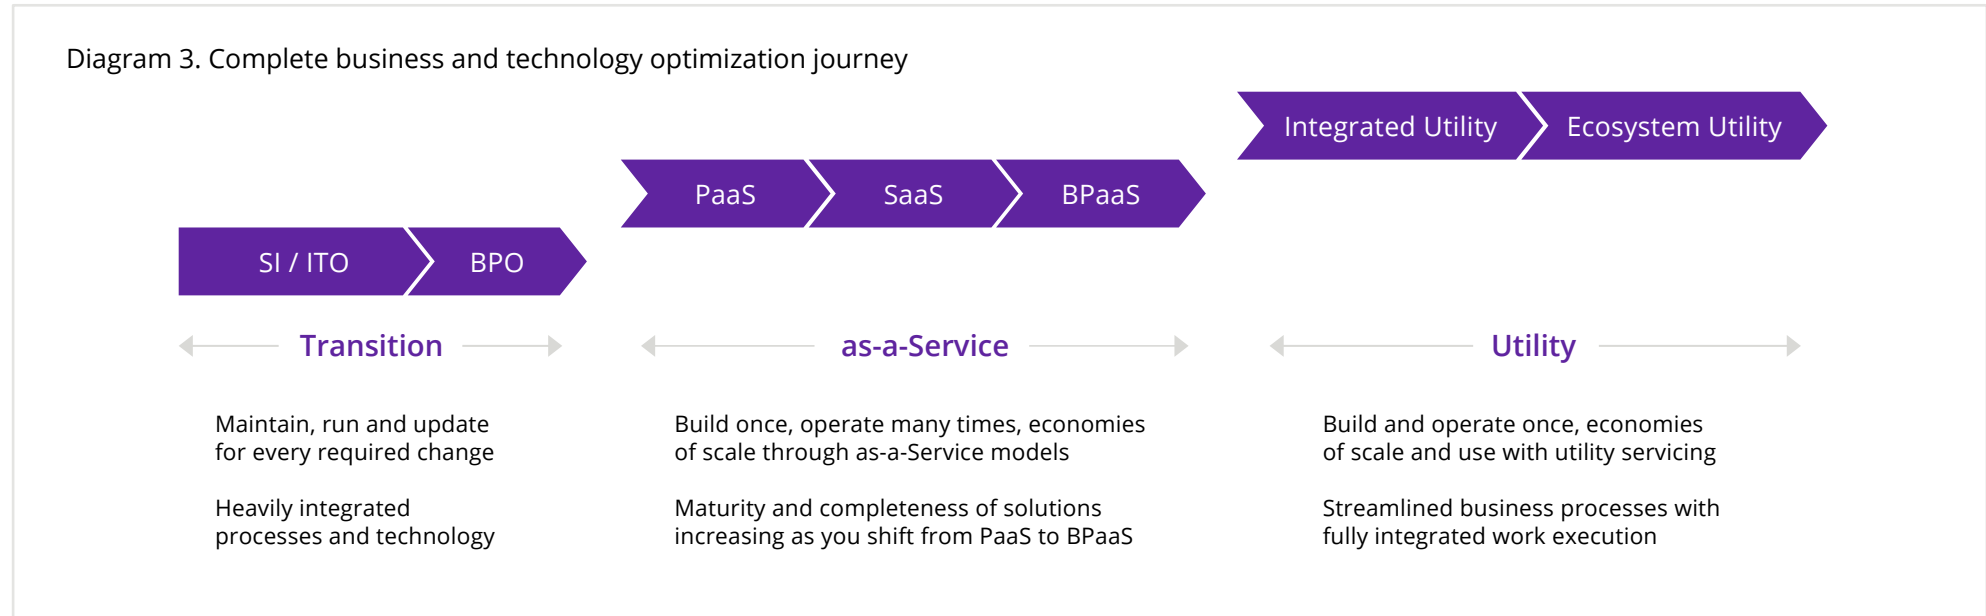 Diagram 3. Complete business and technology optimization journey
Integrated Utility
Ecosystem Utility
PaaS
SaaS
BPaaS
SI / ITO
BPO
Transition
as-a-Service
Utility
Maintain, run and update
for every required change
Heavily integrated
processes and technology
Build once, operate many times, economies
of scale through as-a-Service models
Maturity and completeness of solutions
increasing as you shift from PaaS to BPaaS
Build and operate once, economies
of scale and use with utility servicing
Streamlined business processes with
fully integrated work execution